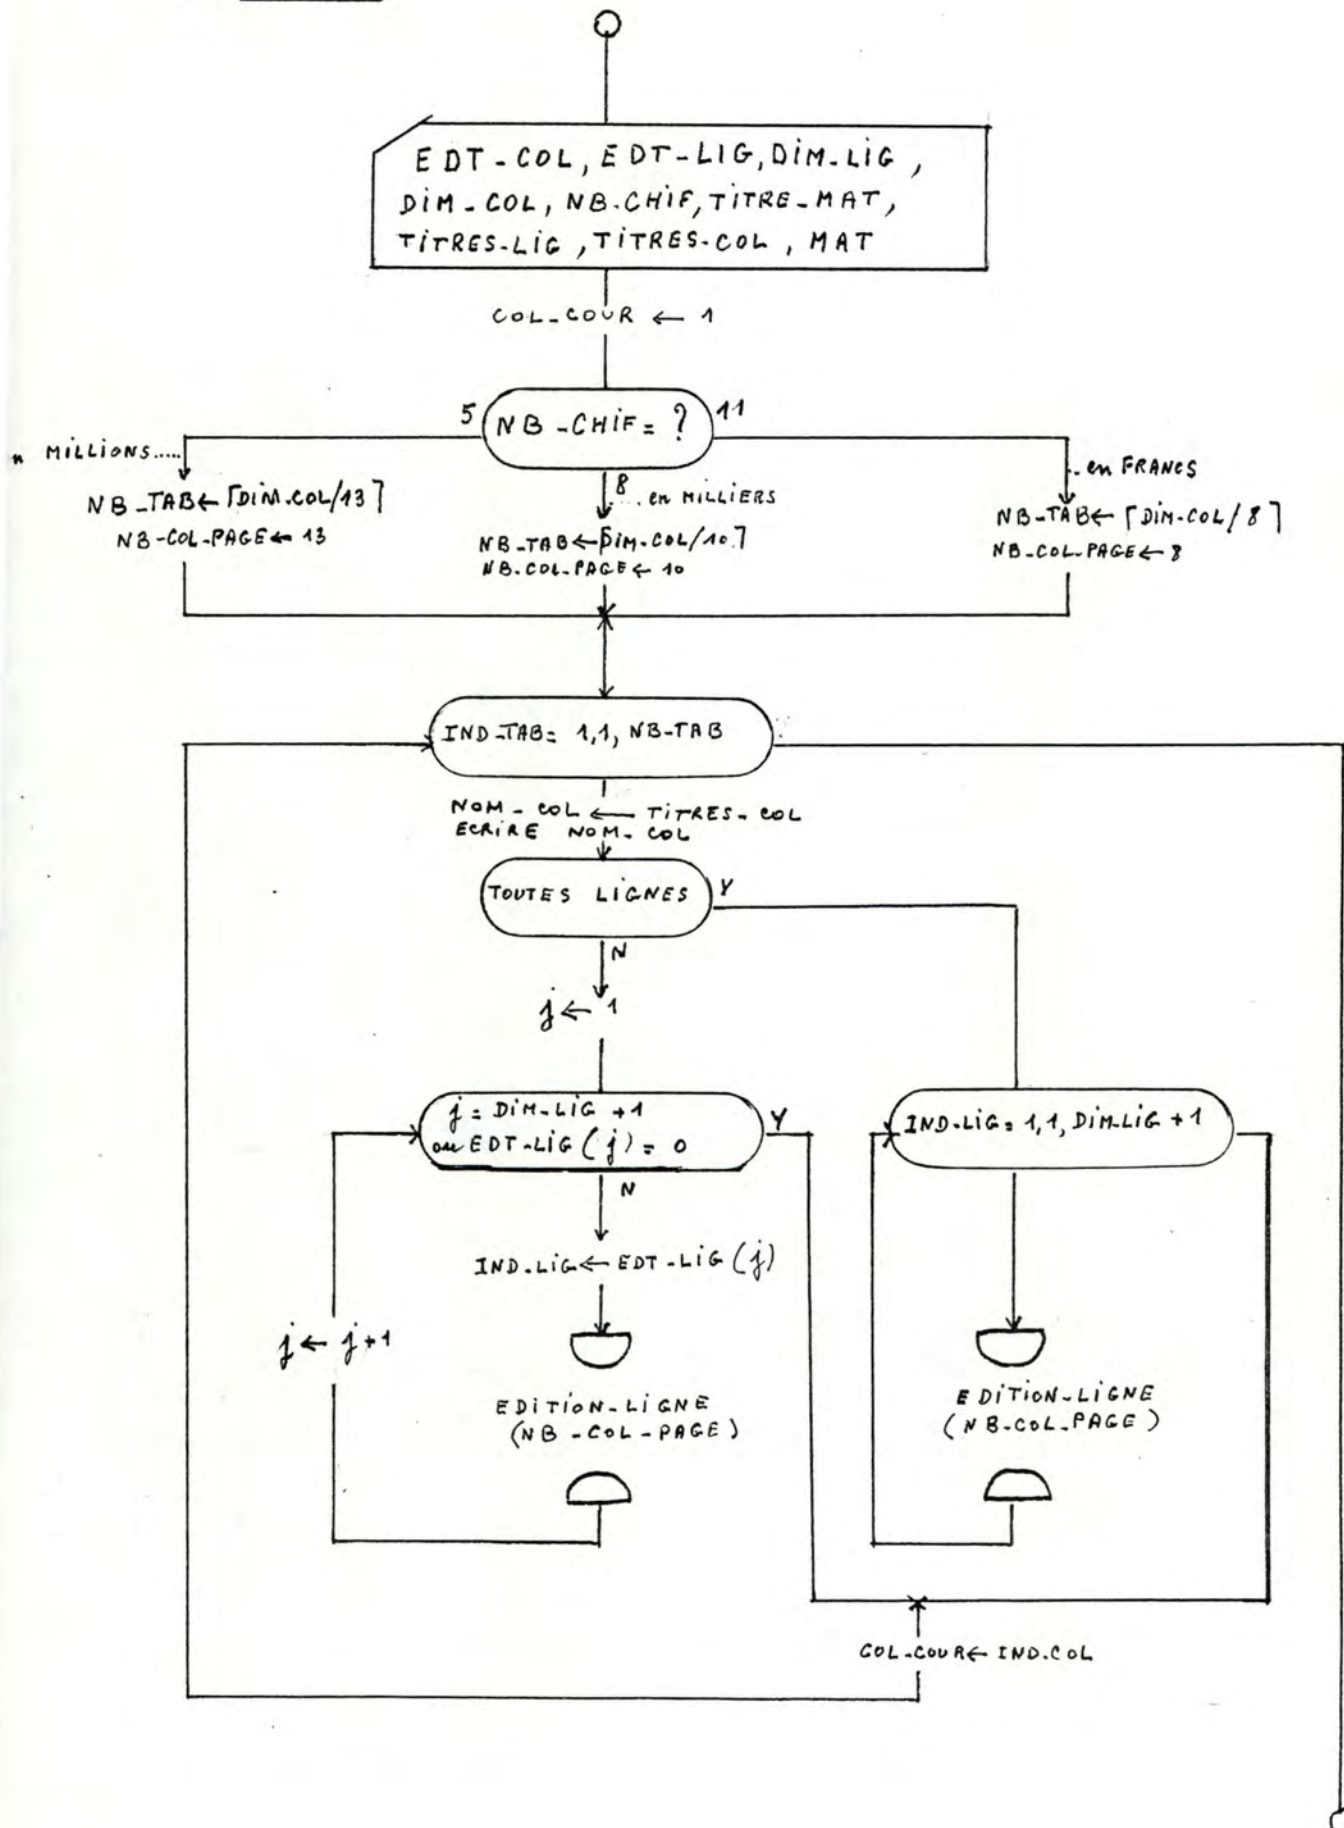 EDT-COL, EDT-LIG, DIM-LIG,
DIM-COL, NB-CHIF, TITRE-MAT,
TITRES-LIG, TITRES-COL, MAT
COL-COUR ← 1
5
NB-CHIF = ?
11
MILLIONS.....
NB-TAB ← ⌈DIM-COL/13⌉
NB-COL-PAGE ← 13
8
... en MILLIERS
NB-TAB ← ⌈DIM-COL/10⌉
NB-COL-PAGE ← 10
.. en FRANCS
NB-TAB ← ⌈DIM-COL/8⌉
NB-COL-PAGE ← 8
IND-TAB = 1,1, NB-TAB
NOM-COL ← TITRES-COL
ECRIRE NOM-COL
TOUTES LIGNES
Y
N
j ← 1
j = DIM-LIG + 1
ou EDT-LIG (j) = 0
Y
N
IND-LIG = 1,1, DIM-LIG + 1
IND-LIG ← EDT-LIG (j)
j ← j + 1
EDITION-LIGNE
(NB-COL-PAGE)
EDITION-LIGNE
(NB-COL-PAGE)
COL-COUR ← IND-COL